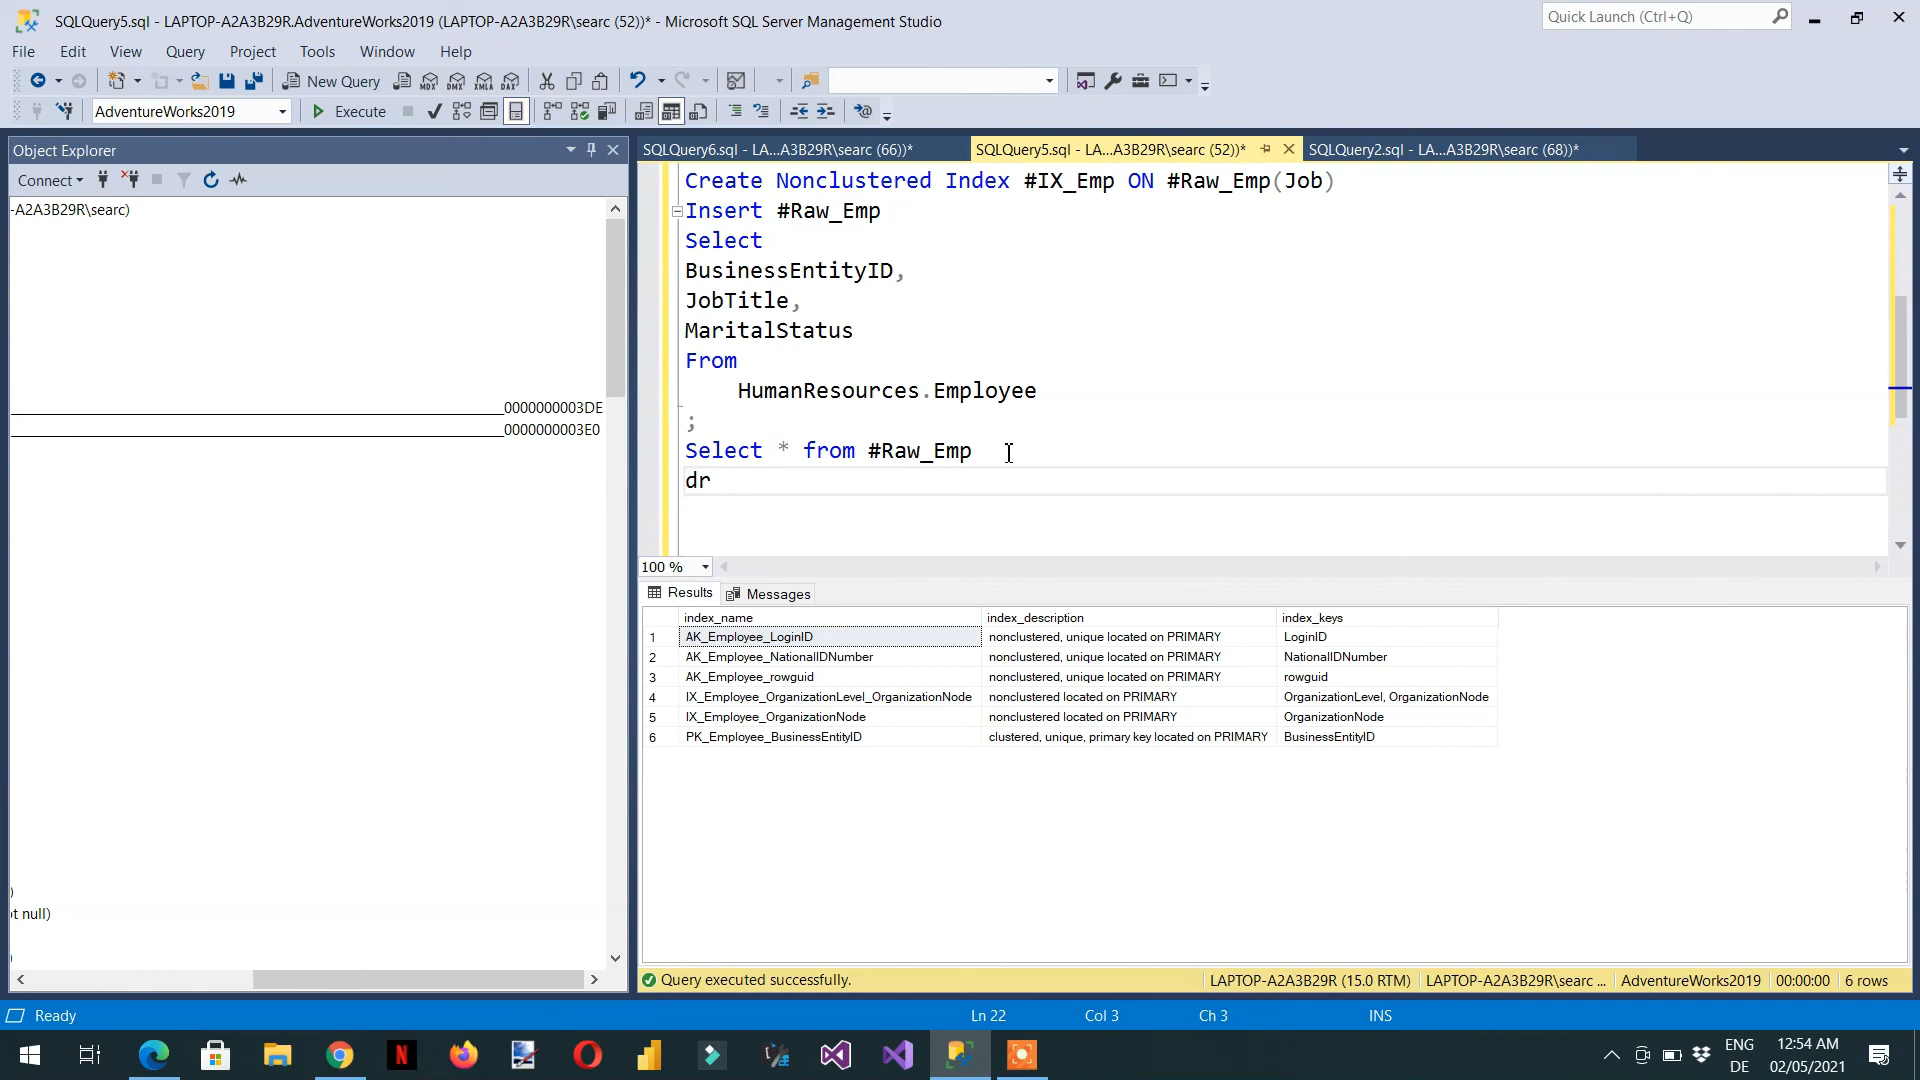 SQLQuery5.sql - LAPTOP-A2A3B29R.AdventureWorks2019 (LAPTOP-A2A3B29R\searc (52))* - Microsoft SQL Server Management Studio
Quick Launch (Ctrl+Q)
File Edit View Query Project Tools Window Help
New Query MDX DMX XMLA DAX
AdventureWorks2019 Execute
Object Explorer
SQLQuery6.sql - LA...A3B29R\searc (66))* SQLQuery5.sql - LA...A3B29R\searc (52))* SQLQuery2.sql - LA...A3B29R\searc (68))*
Connect
-A2A3B29R\searc)
0000000003DE
0000000003E0
)
t null)
)
Create Nonclustered Index #IX_Emp ON #Raw_Emp(Job)
Insert #Raw_Emp
Select
BusinessEntityID,
JobTitle,
MaritalStatus
From
HumanResources.Employee
;
Select * from #Raw_Emp
dr
100 %
Results Messages
index_name index_description index_keys
1 AK_Employee_LoginID nonclustered, unique located on PRIMARY LoginID
2 AK_Employee_NationalIDNumber nonclustered, unique located on PRIMARY NationalIDNumber
3 AK_Employee_rowguid nonclustered, unique located on PRIMARY rowguid
4 IX_Employee_OrganizationLevel_OrganizationNode nonclustered located on PRIMARY OrganizationLevel, OrganizationNode
5 IX_Employee_OrganizationNode nonclustered located on PRIMARY OrganizationNode
6 PK_Employee_BusinessEntityID clustered, unique, primary key located on PRIMARY BusinessEntityID
Query executed successfully. LAPTOP-A2A3B29R (15.0 RTM) LAPTOP-A2A3B29R\searc ... AdventureWorks2019 00:00:00 6 rows
Ready Ln 22 Col 3 Ch 3 INS
N
ENG 12:54 AM
DE 02/05/2021